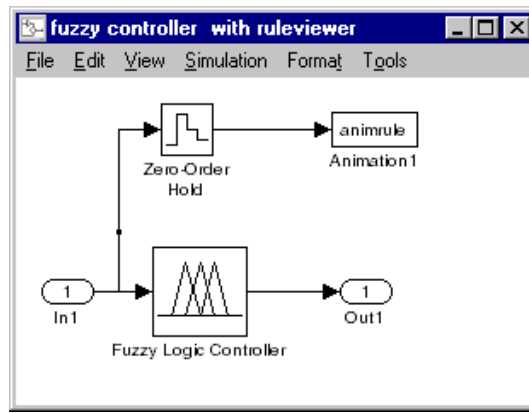 fuzzy controller with ruleviewer
File Edit View Simulation Format Tools
animrule
Zero-Order
Hold
Animation1
1
In1
1
Out1
Fuzzy Logic Controller